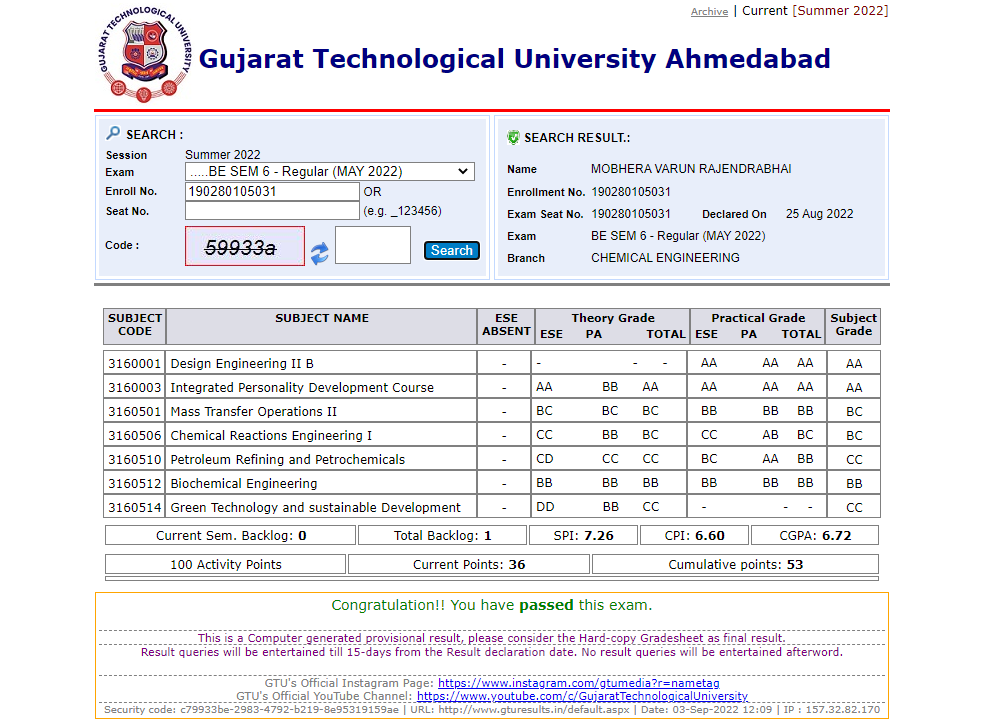 Archive | Current [Summer 2022]
GUJARAT TECHNOLOGICAL UNIVERSITY
Gujarat Technological University Ahmedabad
SEARCH :
Session Summer 2022
Exam .....BE SEM 6 - Regular (MAY 2022)
Enroll No. 190280105031 OR
Seat No. (e.g. _123456)
Code : 59933a Search
SEARCH RESULT.:
Name MOBHERA VARUN RAJENDRABHAI
Enrollment No. 190280105031
Exam Seat No. 190280105031 Declared On 25 Aug 2022
Exam BE SEM 6 - Regular (MAY 2022)
Branch CHEMICAL ENGINEERING
SUBJECT CODE SUBJECT NAME ESE ABSENT Theory Grade ESE PA TOTAL Practical Grade ESE PA TOTAL Subject Grade
3160001 Design Engineering II B - - - - AA AA AA AA
3160003 Integrated Personality Development Course - AA BB AA AA AA AA AA
3160501 Mass Transfer Operations II - BC BC BC BB BB BB BC
3160506 Chemical Reactions Engineering I - CC BB BC CC AB BC BC
3160510 Petroleum Refining and Petrochemicals - CD CC CC BC AA BB CC
3160512 Biochemical Engineering - BB BB BB BB BB BB BB
3160514 Green Technology and sustainable Development - DD BB CC - - - CC
Current Sem. Backlog: 0 Total Backlog: 1 SPI: 7.26 CPI: 6.60 CGPA: 6.72
100 Activity Points Current Points: 36 Cumulative points: 53
Congratulation!! You have passed this exam.
This is a Computer generated provisional result, please consider the Hard-copy Gradesheet as final result.
Result queries will be entertained till 15-days from the Result declaration date. No result queries will be entertained afterword.
GTU's Official Instagram Page: https://www.instagram.com/gtumedia?r=nametag
GTU's Official YouTube Channel: https://www.youtube.com/c/GujaratTechnologicalUniversity
Security code: c79933be-2983-4792-b219-8e95319159ae | URL: http://www.gturesults.in/default.aspx | Date: 03-Sep-2022 12:09 | IP : 157.32.82.170